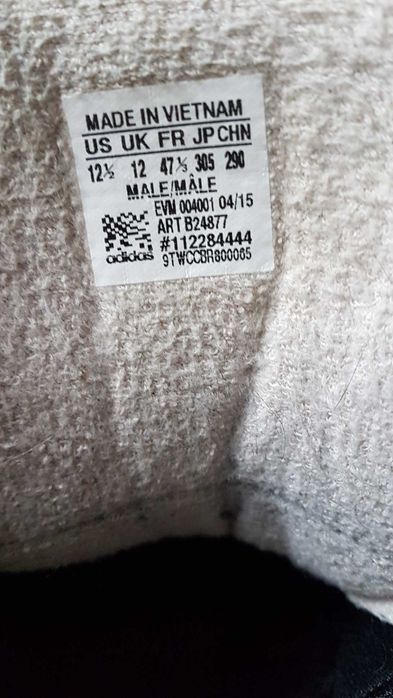 MADE IN VIETNAM
US UK FR JP CHN
12½ 12 47⅓ 305 290
MALE/MÂLE
EVM 004001 04/15
ART B24877
#112284444
adidas 9TWCCBR800065